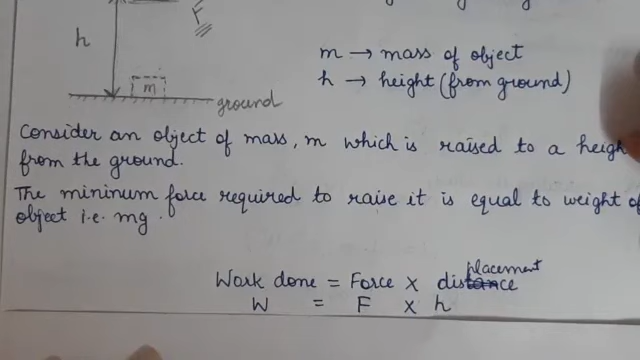 F
h
m → mass of object
h → height (from ground)
m
ground
Consider an object of mass, m which is raised to a heigh
from the ground.
The mininum force required to raise it is equal to weight of
object i.e. mg.
placement
Work done = Force × distance
W = F × h